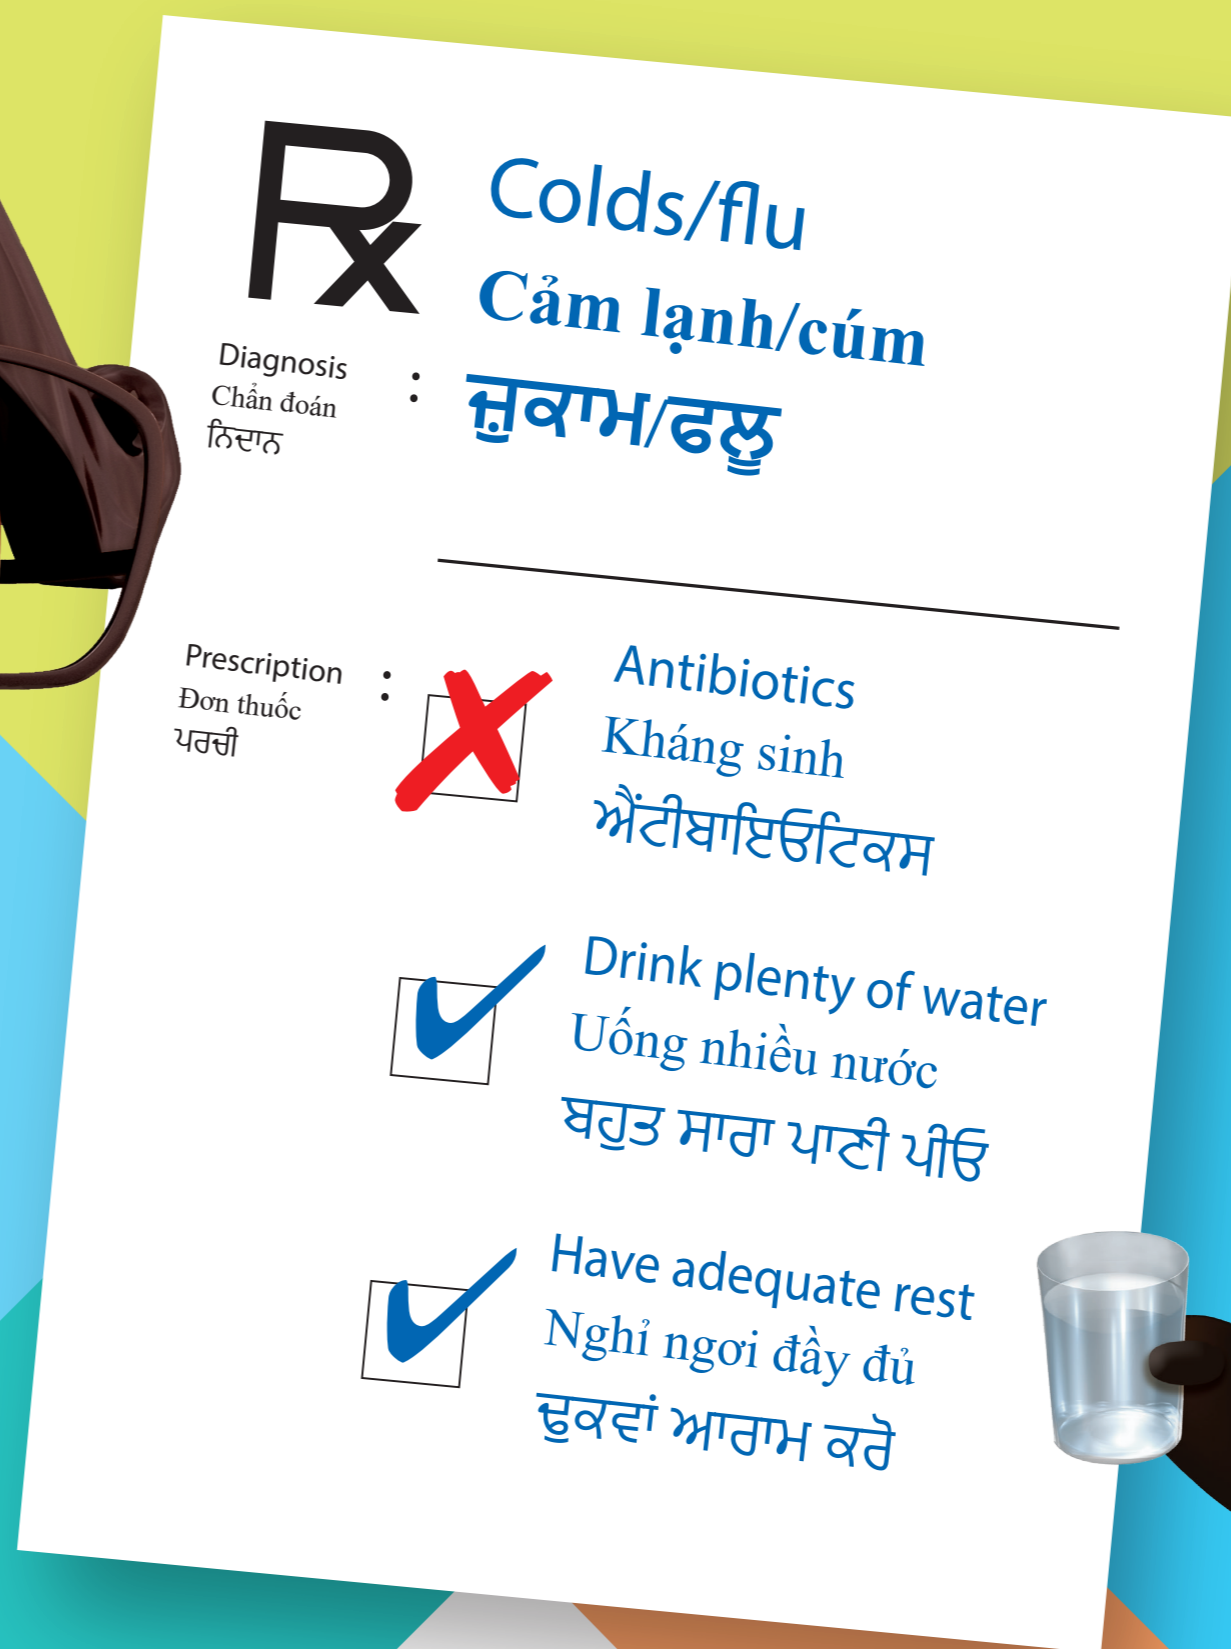 Rx
Colds/flu
Cảm lạnh/cúm
ਜ਼ੁਕਾਮ/ਫਲੂ
Diagnosis :
Chẩn đoán
ਨਿਦਾਨ
Prescription :
Đơn thuốc
ਪਰਚੀ
Antibiotics
Kháng sinh
ਐਂਟੀਬਾਇਓਟਿਕਸ
Drink plenty of water
Uống nhiều nước
ਬਹੁਤ ਸਾਰਾ ਪਾਣੀ ਪੀਓ
Have adequate rest
Nghỉ ngơi đầy đủ
ਢੁਕਵਾਂ ਆਰਾਮ ਕਰੋ